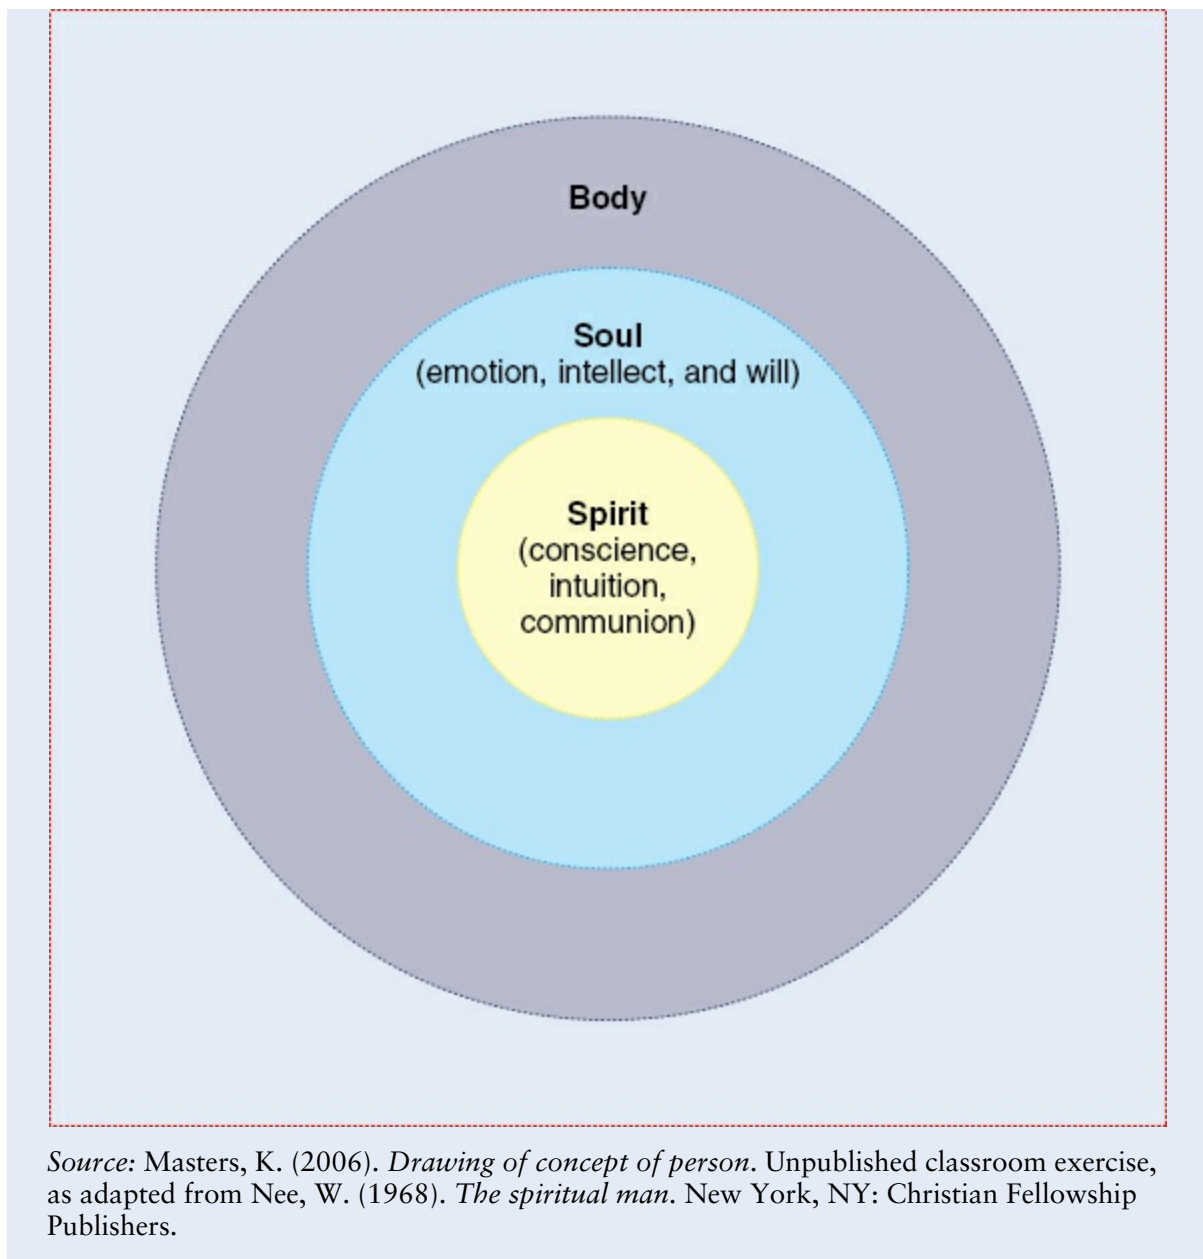 Body
Soul
(emotion, intellect, and will)
Spirit
(conscience,
intuition,
communion)
Source: Masters, K. (2006). Drawing of concept of person. Unpublished classroom exercise,
as adapted from Nee, W. (1968). The spiritual man. New York, NY: Christian Fellowship
Publishers.